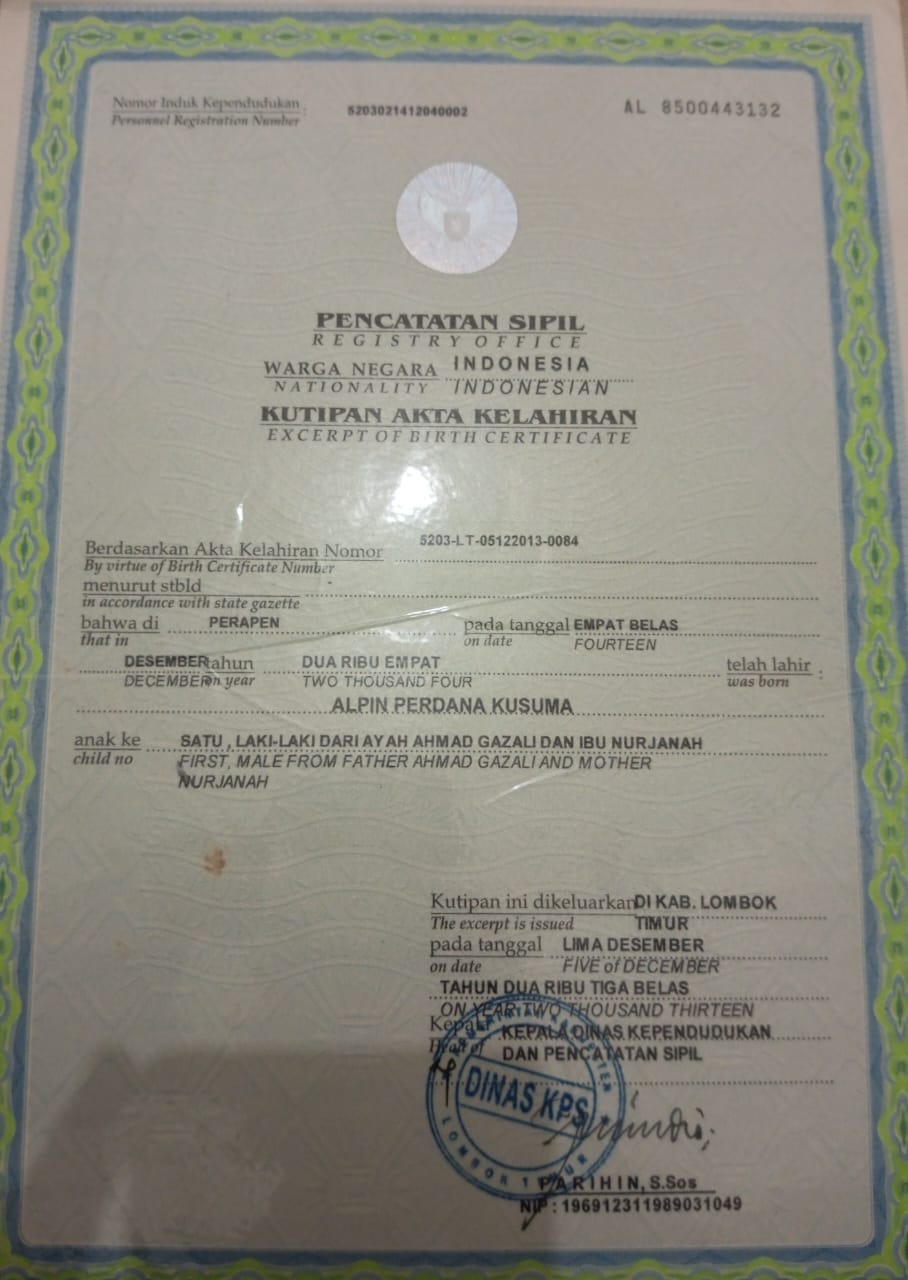 Nomor Induk Kependudukan : 5203021412040002 AL 8500443132
Personnel Registration Number
PENCATATAN SIPIL
REGISTRY OFFICE
WARGA NEGARA INDONESIA
NATIONALITY INDONESIAN
KUTIPAN AKTA KELAHIRAN
EXCERPT OF BIRTH CERTIFICATE
Berdasarkan Akta Kelahiran Nomor 5203-LT-05122013-0084
By virtue of Birth Certificate Number
menurut stbld -
in accordance with state gazette
bahwa di PERAPEN pada tanggal EMPAT BELAS
that in on date FOURTEEN
DESEMBER tahun DUA RIBU EMPAT telah lahir :
DECEMBER on year TWO THOUSAND FOUR was born
ALPIN PERDANA KUSUMA
anak ke SATU , LAKI-LAKI DARI AYAH AHMAD GAZALI DAN IBU NURJANAH
child no FIRST, MALE FROM FATHER AHMAD GAZALI AND MOTHER
NURJANAH
Kutipan ini dikeluarkan DI KAB. LOMBOK
The excerpt is issued TIMUR
pada tanggal LIMA DESEMBER
on date FIVE of DECEMBER
TAHUN DUA RIBU TIGA BELAS
ON YEAR TWO THOUSAND THIRTEEN
Kepala KEPALA DINAS KEPENDUDUKAN
Head of DAN PENCATATAN SIPIL
DINAS KPS
LOMBOK TIMUR
PARIHIN, S.Sos
NIP : 196912311989031049